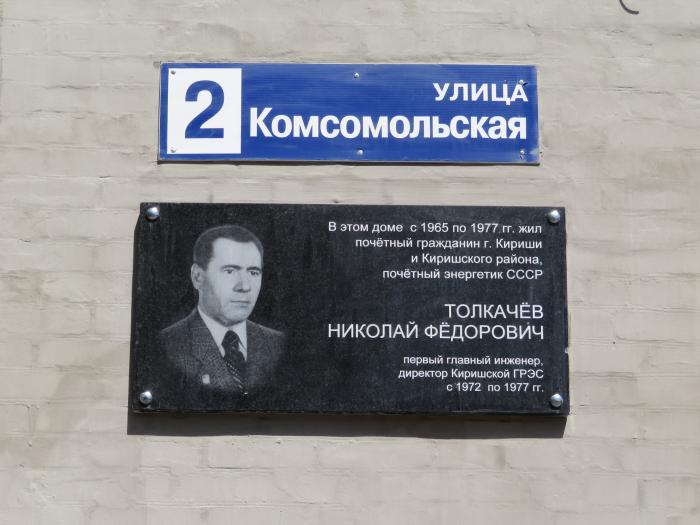 2
УЛИЦА
Комсомольская
В этом доме с 1965 по 1977 гг. жил
почётный гражданин г. Кириши
и Киришского района,
почётный энергетик СССР
ТОЛКАЧЁВ
НИКОЛАЙ ФЁДОРОВИЧ
первый главный инженер,
директор Киришской ГРЭС
с 1972 по 1977 гг.